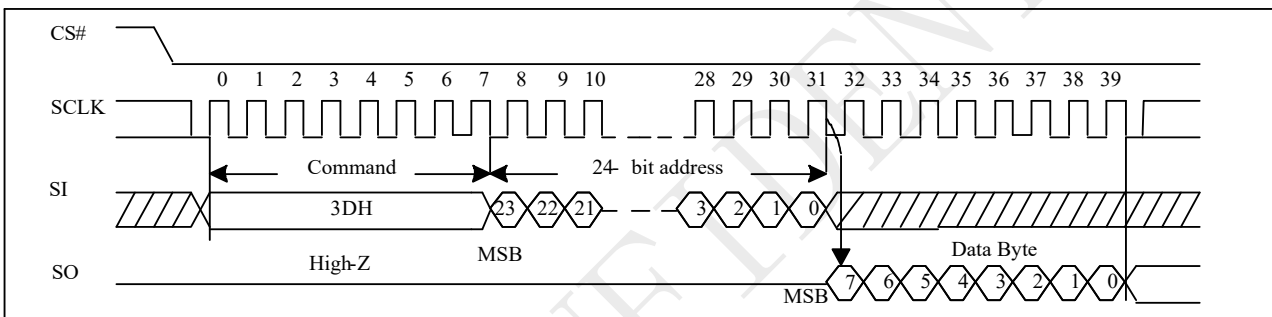 CS#
0 1 2 3 4 5 6 7 8 9 10 28 29 30 31 32 33 34 35 36 37 38 39
SCLK
Command 24- bit address
SI
3DH 23 22 21 3 2 1 0
High-Z MSB Data Byte
SO
MSB 7 6 5 4 3 2 1 0